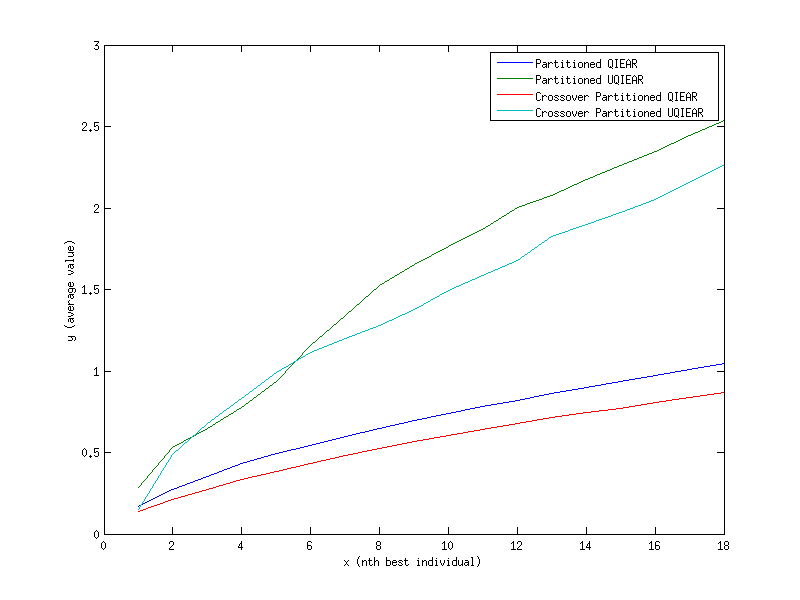 3
2.5
2
1.5
1
0.5
0
y (average value)
Partitioned QIEAR
Partitioned UQIEAR
Crossover Partitioned QIEAR
Crossover Partitioned UQIEAR
0 2 4 6 8 10 12 14 16 18
x (nth best individual)